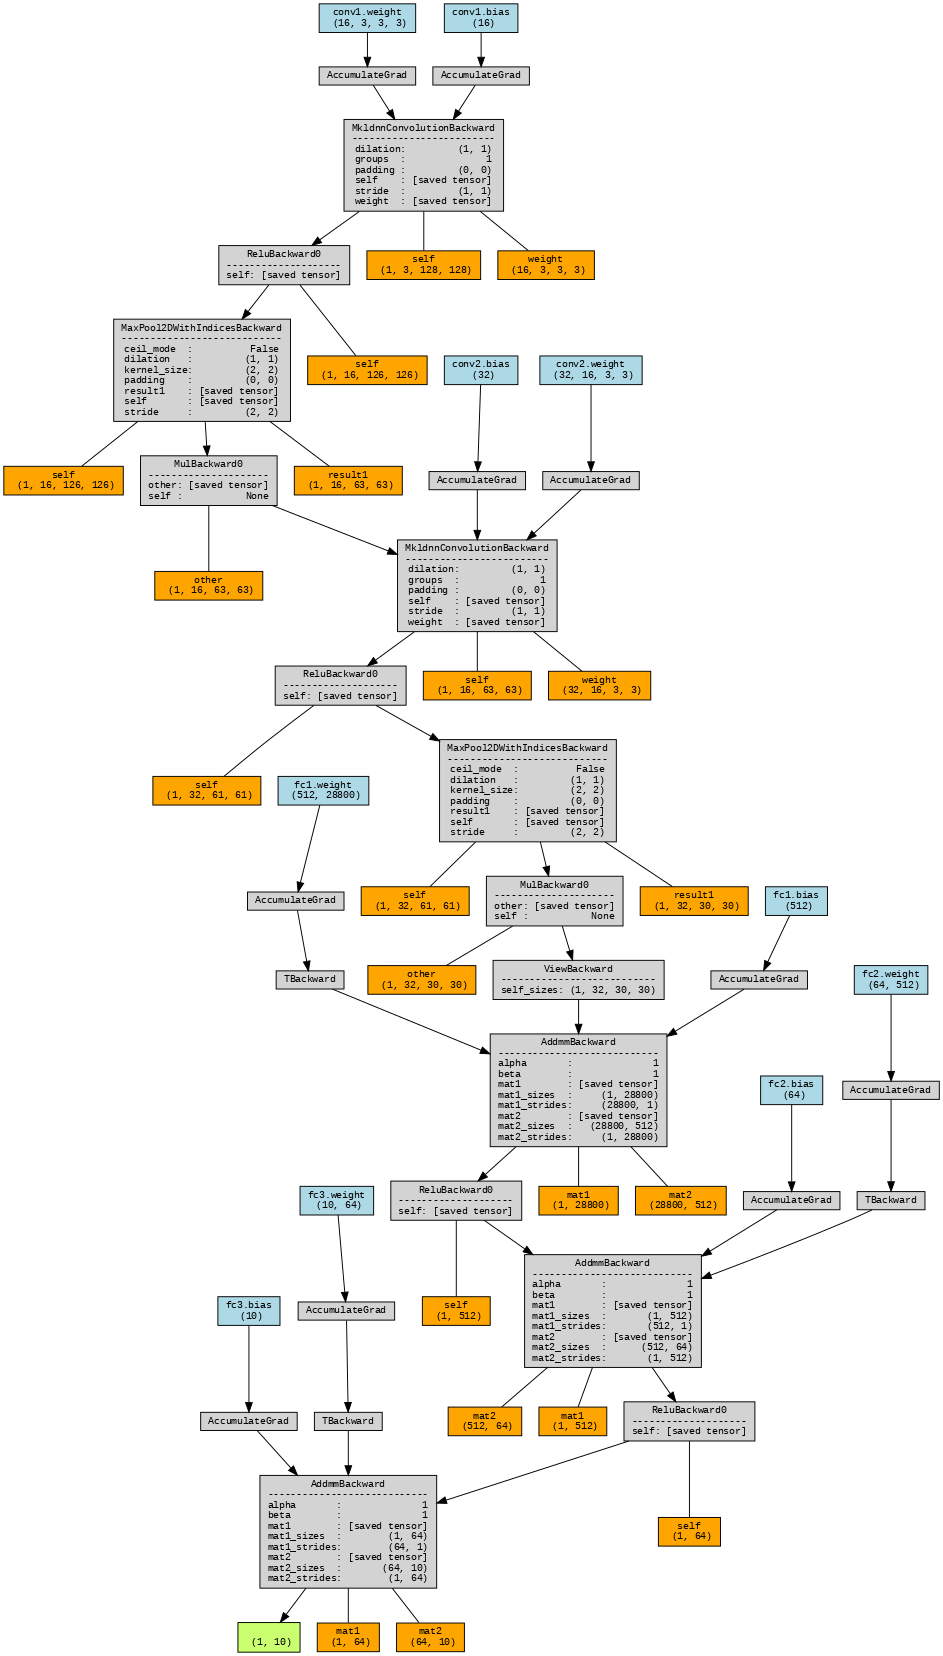 conv1.weight
(16, 3, 3, 3)
conv1.bias
(16)
AccumulateGrad
AccumulateGrad
MkldnnConvolutionBackward
-------------------------
dilation: (1, 1)
groups : 1
padding : (0, 0)
self : [saved tensor]
stride : (1, 1)
weight : [saved tensor]
ReluBackward0
--------------------
self: [saved tensor]
self
(1, 3, 128, 128)
weight
(16, 3, 3, 3)
MaxPool2DWithIndicesBackward
----------------------------
ceil_mode : False
dilation : (1, 1)
kernel_size: (2, 2)
padding : (0, 0)
result1 : [saved tensor]
self : [saved tensor]
stride : (2, 2)
self
(1, 16, 126, 126)
conv2.bias
(32)
conv2.weight
(32, 16, 3, 3)
self
(1, 16, 126, 126)
MulBackward0
---------------------
other: [saved tensor]
self : None
result1
(1, 16, 63, 63)
AccumulateGrad
AccumulateGrad
other
(1, 16, 63, 63)
MkldnnConvolutionBackward
-------------------------
dilation: (1, 1)
groups : 1
padding : (0, 0)
self : [saved tensor]
stride : (1, 1)
weight : [saved tensor]
ReluBackward0
--------------------
self: [saved tensor]
self
(1, 16, 63, 63)
weight
(32, 16, 3, 3)
self
(1, 32, 61, 61)
fc1.weight
(512, 28800)
MaxPool2DWithIndicesBackward
----------------------------
ceil_mode : False
dilation : (1, 1)
kernel_size: (2, 2)
padding : (0, 0)
result1 : [saved tensor]
self : [saved tensor]
stride : (2, 2)
AccumulateGrad
self
(1, 32, 61, 61)
MulBackward0
---------------------
other: [saved tensor]
self : None
result1
(1, 32, 30, 30)
fc1.bias
(512)
TBackward
other
(1, 32, 30, 30)
ViewBackward
---------------------------
self_sizes: (1, 32, 30, 30)
AccumulateGrad
fc2.weight
(64, 512)
AddmmBackward
----------------------------
alpha : 1
beta : 1
mat1 : [saved tensor]
mat1_sizes : (1, 28800)
mat1_strides: (28800, 1)
mat2 : [saved tensor]
mat2_sizes : (28800, 512)
mat2_strides: (1, 28800)
fc2.bias
(64)
AccumulateGrad
fc3.weight
(10, 64)
ReluBackward0
--------------------
self: [saved tensor]
mat1
(1, 28800)
mat2
(28800, 512)
AccumulateGrad
TBackward
fc3.bias
(10)
AccumulateGrad
self
(1, 512)
AddmmBackward
----------------------------
alpha : 1
beta : 1
mat1 : [saved tensor]
mat1_sizes : (1, 512)
mat1_strides: (512, 1)
mat2 : [saved tensor]
mat2_sizes : (512, 64)
mat2_strides: (1, 512)
AccumulateGrad
TBackward
mat2
(512, 64)
mat1
(1, 512)
ReluBackward0
--------------------
self: [saved tensor]
AddmmBackward
----------------------------
alpha : 1
beta : 1
mat1 : [saved tensor]
mat1_sizes : (1, 64)
mat1_strides: (64, 1)
mat2 : [saved tensor]
mat2_sizes : (64, 10)
mat2_strides: (1, 64)
self
(1, 64)
(1, 10)
mat1
(1, 64)
mat2
(64, 10)